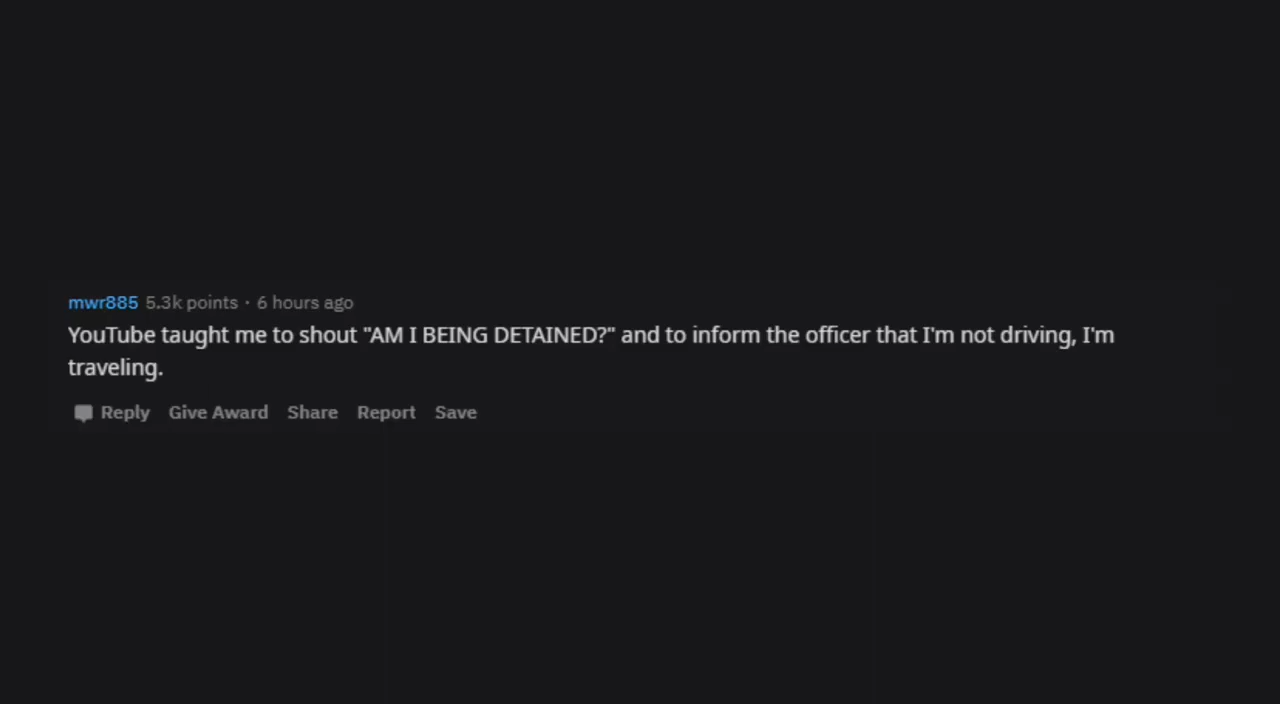 mwr885 5.3k points · 6 hours ago
YouTube taught me to shout "AM I BEING DETAINED?" and to inform the officer that I'm not driving, I'm
traveling.
Reply Give Award Share Report Save